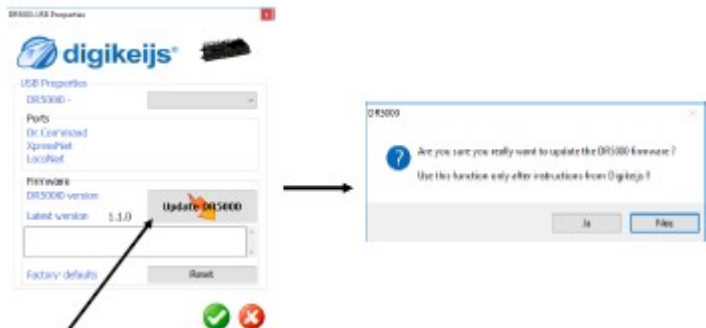 DR5000-USB Properties
digikeijs
USB Properties
DR5000 -
Ports
Dr. Command
XpressNet
LocoNet
Firmware
DR5000 version
Latest version 1.1.0
Update DR5000
Factory defaults
Reset
DR5000
Are you sure you really want to update the DR5000 firmware ?
Use this function only after instructions from Digikeijs !!
Ja
Nee